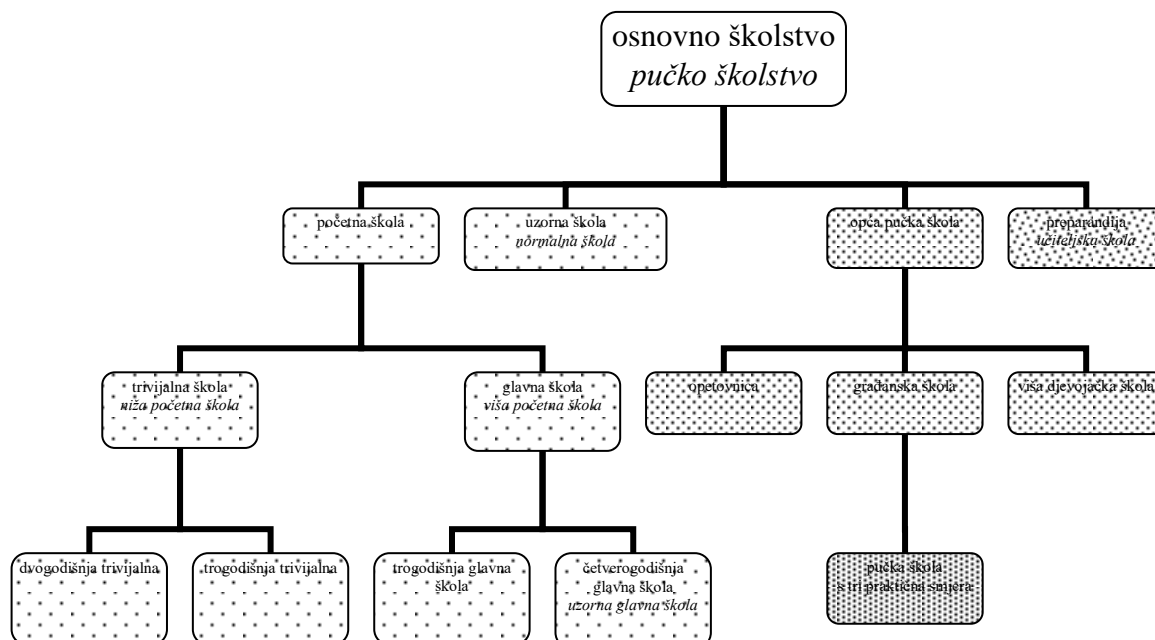 osnovno školstvo
pučko školstvo
početna škola
uzorna škola
normalna škola
opća pučka škola
preparandija
učiteljska škola
trivijalna škola
niža početna škola
glavna škola
viša početna škola
opetovnica
građanska škola
viša djevojačka škola
dvogodišnja trivijalna
trogodišnja trivijalna
trogodišnja glavna
škola
četverogodišnja
glavna škola
uzorna glavna škola
pučka škola
s tri praktična smjera